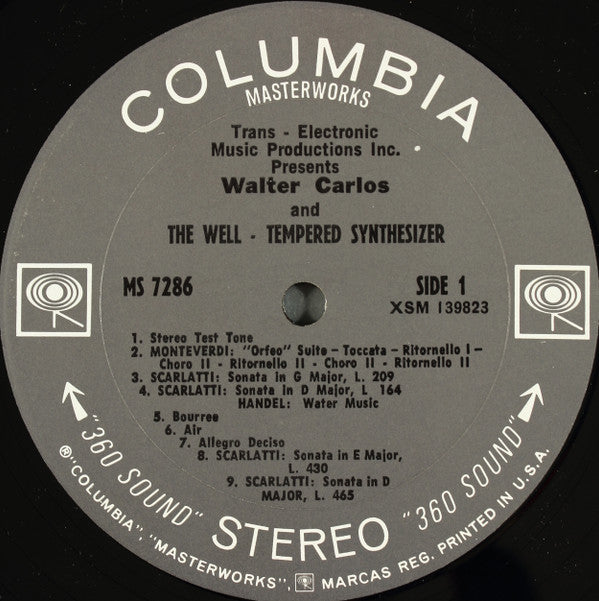 COLUMBIA
MASTERWORKS
Trans - Electronic
Music Productions Inc.
Presents
Walter Carlos
and
THE WELL - TEMPERED SYNTHESIZER
MS 7286
SIDE 1
XSM 139823
1. Stereo Test Tone
2. MONTEVERDI: "Orfeo" Suite – Toccata – Ritornello I –
Choro II - Ritornello II - Choro II - Ritornello II
3. SCARLATTI: Sonata in G Major, L. 209
4. SCARLATTI: Sonata in D Major, L 164
HANDEL: Water Music
5. Bourree
6. Air
7. Allegro Deciso
8. SCARLATTI: Sonata in E Major,
L. 430
9. SCARLATTI: Sonata in D
MAJOR, L. 465
"360 SOUND" STEREO "360 SOUND"
®"COLUMBIA", "MASTERWORKS", MARCAS REG. PRINTED IN U.S.A.